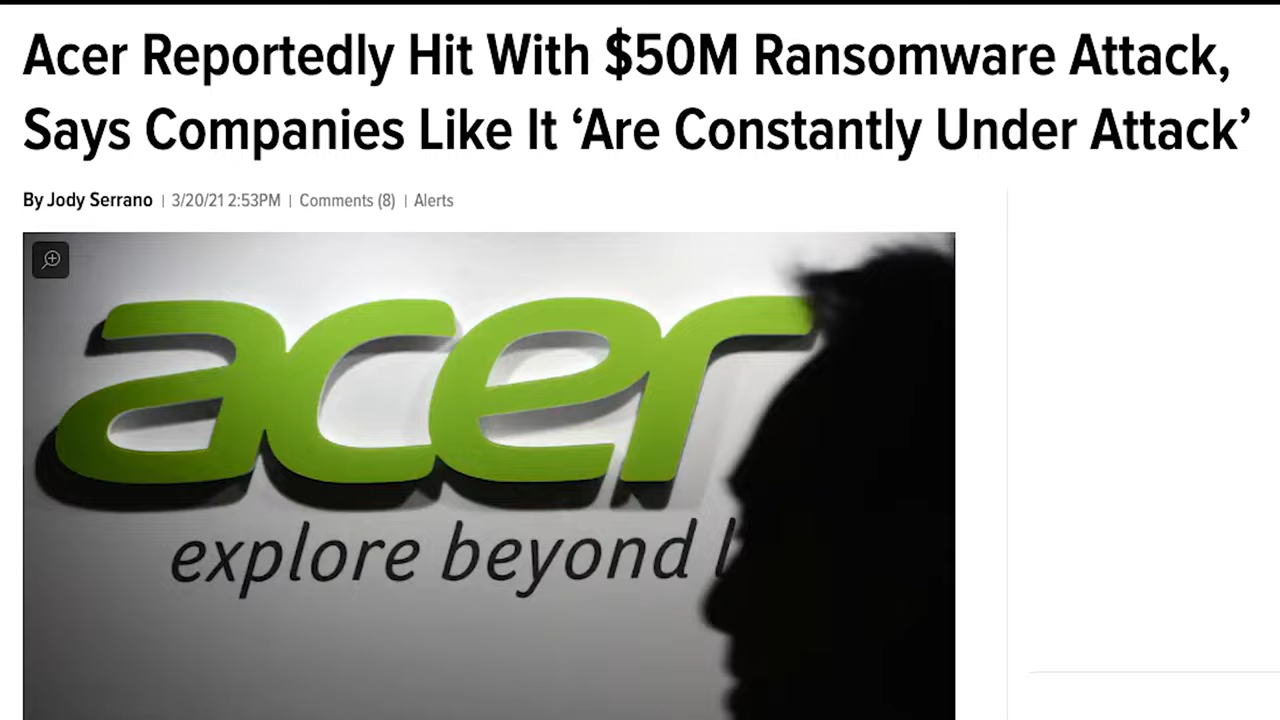 Acer Reportedly Hit With $50M Ransomware Attack,
Says Companies Like It ‘Are Constantly Under Attack’
By Jody Serrano | 3/20/21 2:53PM | Comments (8) | Alerts
acer
explore beyond l